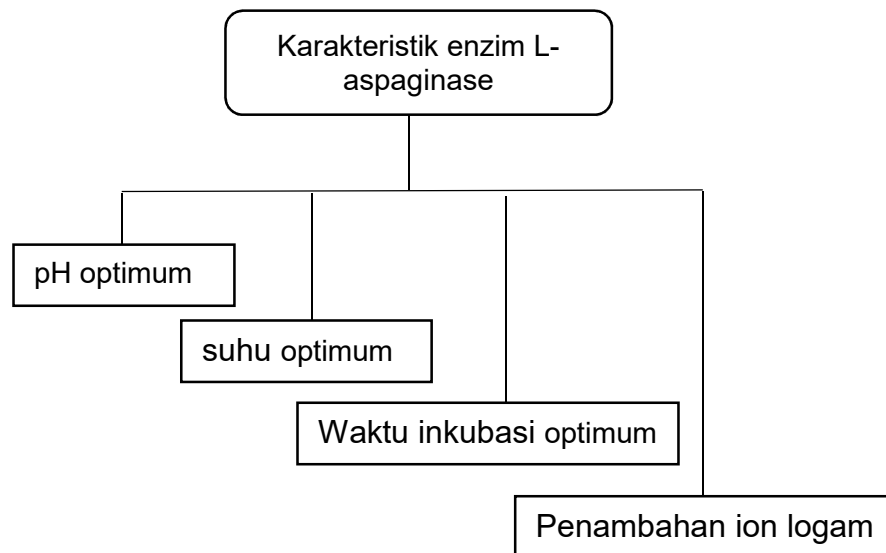 Karakteristik enzim L-
aspaginase
pH optimum
suhu optimum
Waktu inkubasi optimum
Penambahan ion logam